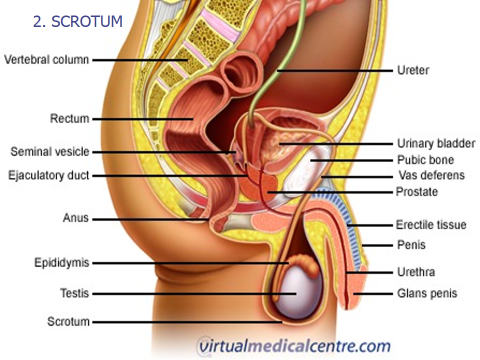 2. SCROTUM
Vertebral column
Rectum
Seminal vesicle
Ejaculatory duct
Anus
Epididymis
Testis
Scrotum
Ureter
Urinary bladder
Pubic bone
Vas deferens
Prostate
Erectile tissue
Penis
Urethra
Glans penis
@virtualmedicalcentre.com